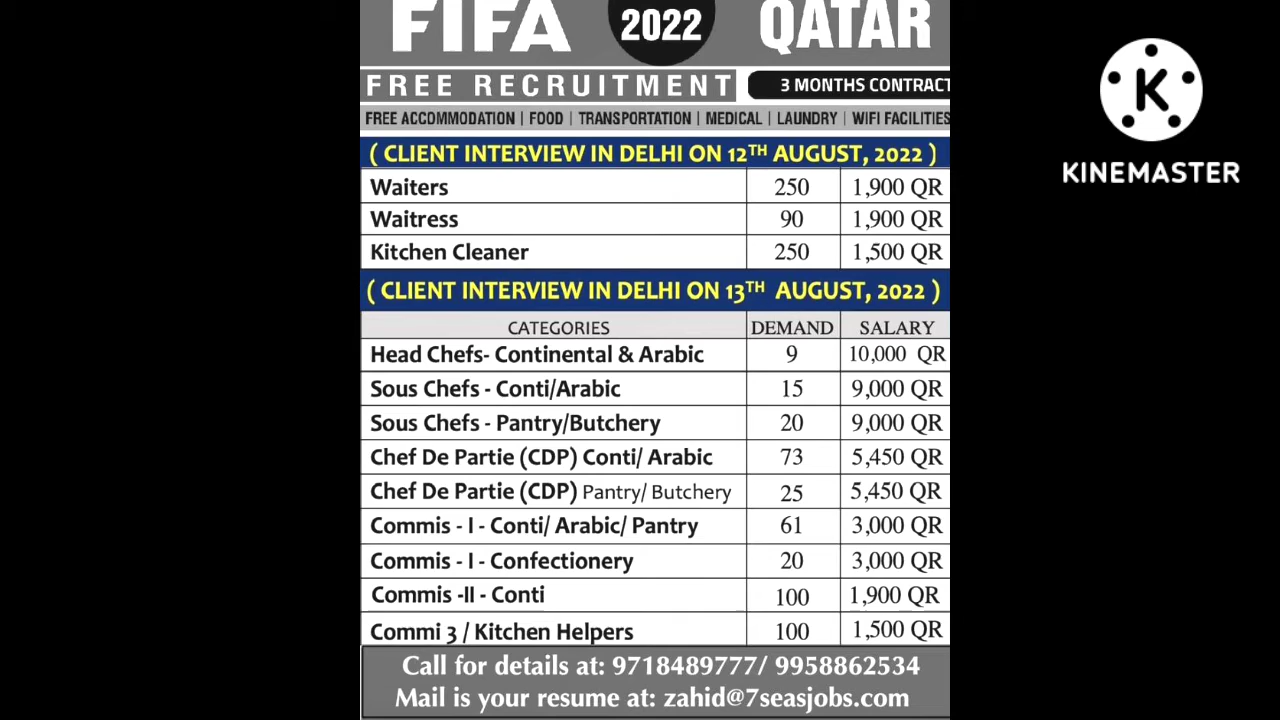 FIFA 2022 QATAR
FREE RECRUITMENT 3 MONTHS CONTRACT
FREE ACCOMMODATION | FOOD | TRANSPORTATION | MEDICAL | LAUNDRY | WIFI FACILITIES
( CLIENT INTERVIEW IN DELHI ON 12TH AUGUST, 2022 )
Waiters 250 1,900 QR
Waitress 90 1,900 QR
Kitchen Cleaner 250 1,500 QR
( CLIENT INTERVIEW IN DELHI ON 13TH AUGUST, 2022 )
CATEGORIES DEMAND SALARY
Head Chefs- Continental & Arabic 9 10,000 QR
Sous Chefs - Conti/Arabic 15 9,000 QR
Sous Chefs - Pantry/Butchery 20 9,000 QR
Chef De Partie (CDP) Conti/ Arabic 73 5,450 QR
Chef De Partie (CDP) Pantry/ Butchery 25 5,450 QR
Commis - I - Conti/ Arabic/ Pantry 61 3,000 QR
Commis - I - Confectionery 20 3,000 QR
Commis -II - Conti 100 1,900 QR
Commi 3 / Kitchen Helpers 100 1,500 QR
Call for details at: 9718489777/ 9958862534
Mail is your resume at: zahid@7seasjobs.com
K
KINEMASTER